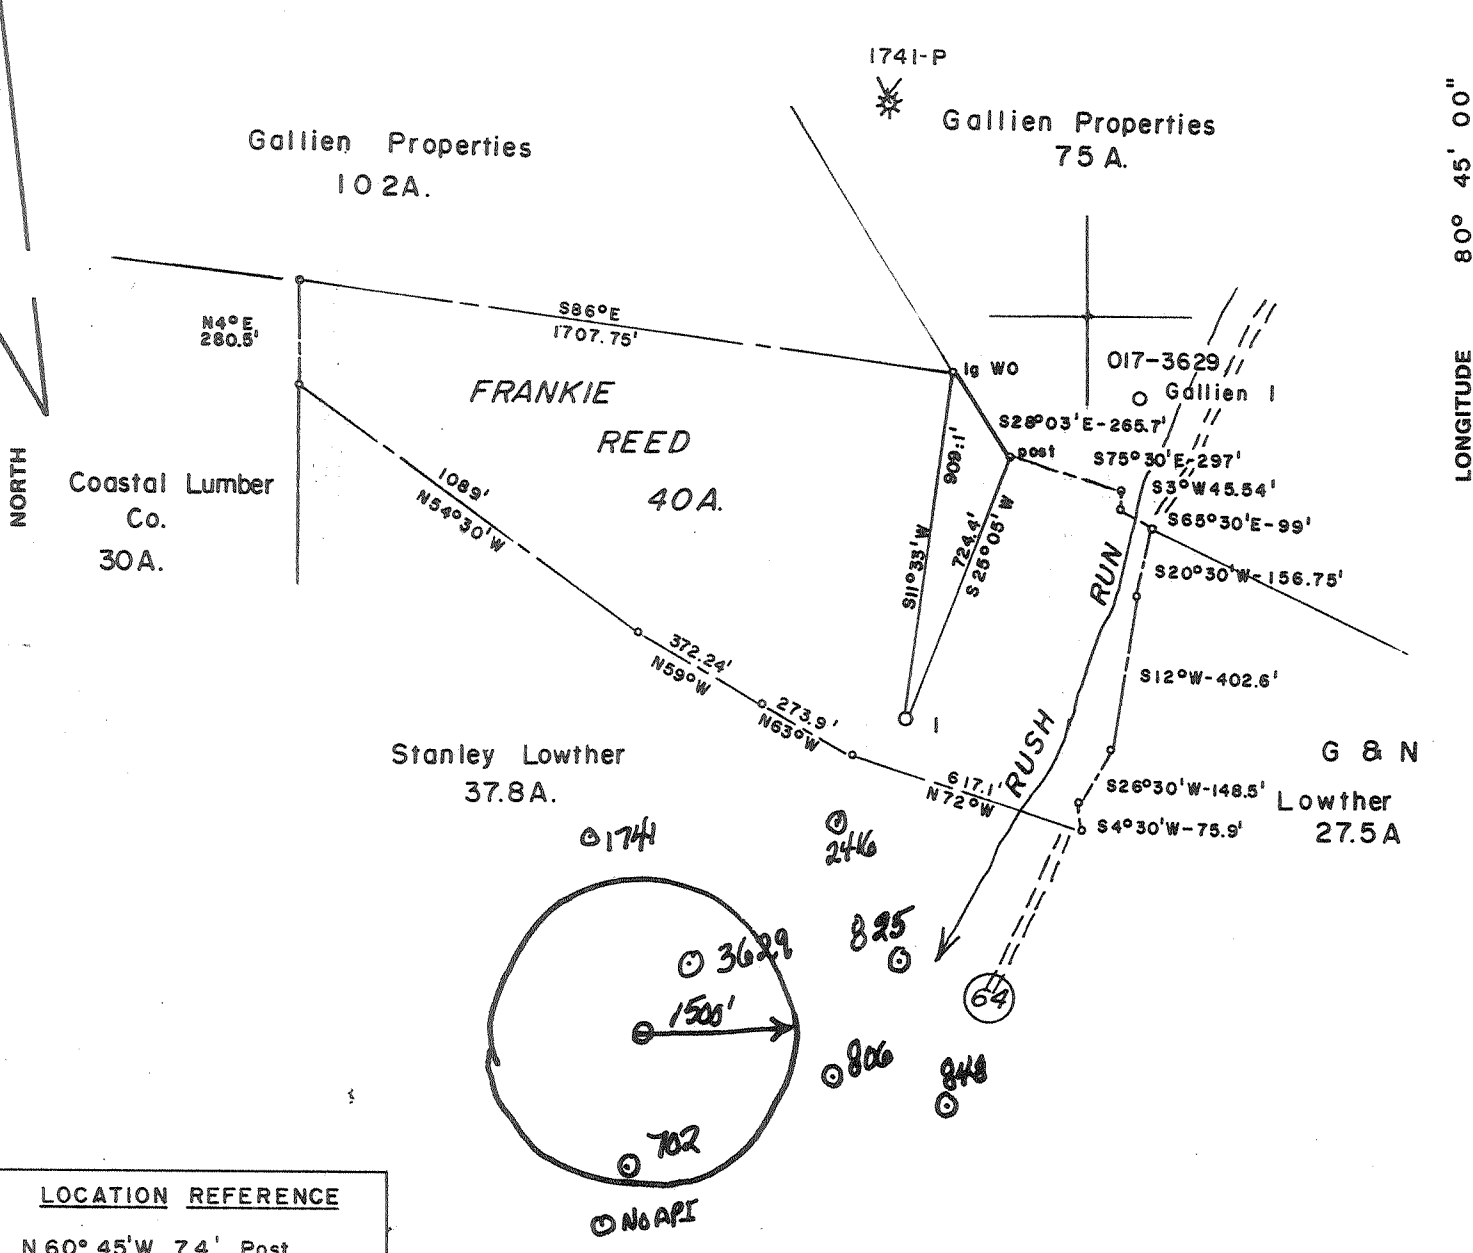 1741-P
Gallien Properties
75 A.
Gallien Properties
102A.
LONGITUDE 80° 45' 00"
N4°E
280.5'
S86°E
1707.75'
lg WO
017-3629
Gallien 1
S28°03'E-265.7'
post
S75°30'E-297'
S3°W45.54'
S65°30'E-99'
S20°30'W-156.75'
S12°W-402.6'
S26°30'W-148.5'
S4°30'W-75.9'
FRANKIE
REED
40A.
909.1'
S11°33'W
724.4'
S25°05'W
1
NORTH
Coastal Lumber
Co.
30A.
1089'
N54°30'W
372.24'
N59°W
273.9'
N63°W
617.1'
N72°W
RUSH RUN
G & N
Lowther
27.5A
Stanley Lowther
37.8A.
1741
2446
825
3629
1500'
64
806
848
702
NO API
LOCATION REFERENCE
N60°45'W 74' Post